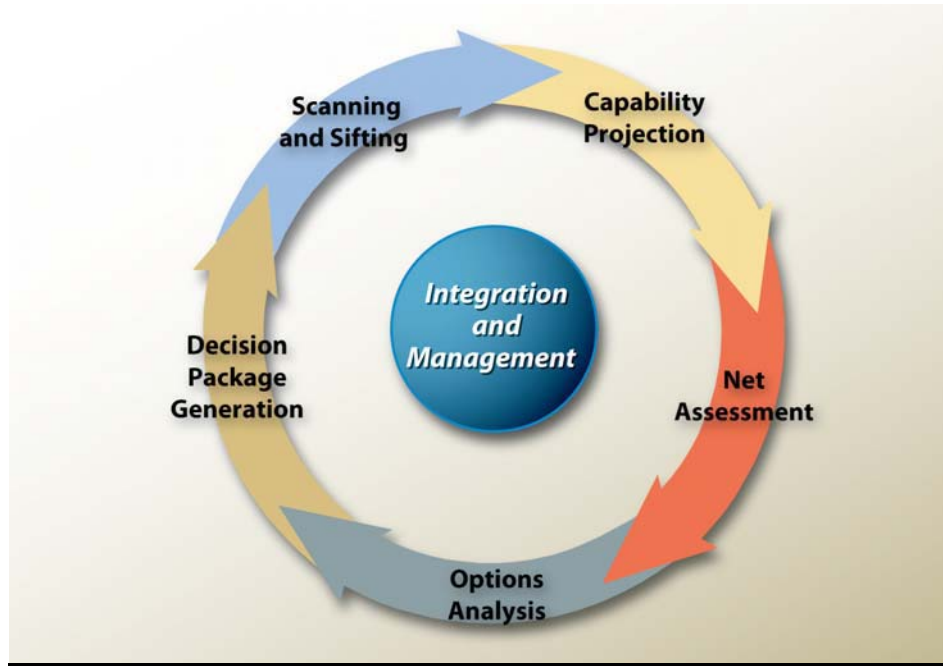 Scanning
and Sifting
Capability
Projection
Integration
and
Management
Decision
Package
Generation
Net
Assessment
Options
Analysis